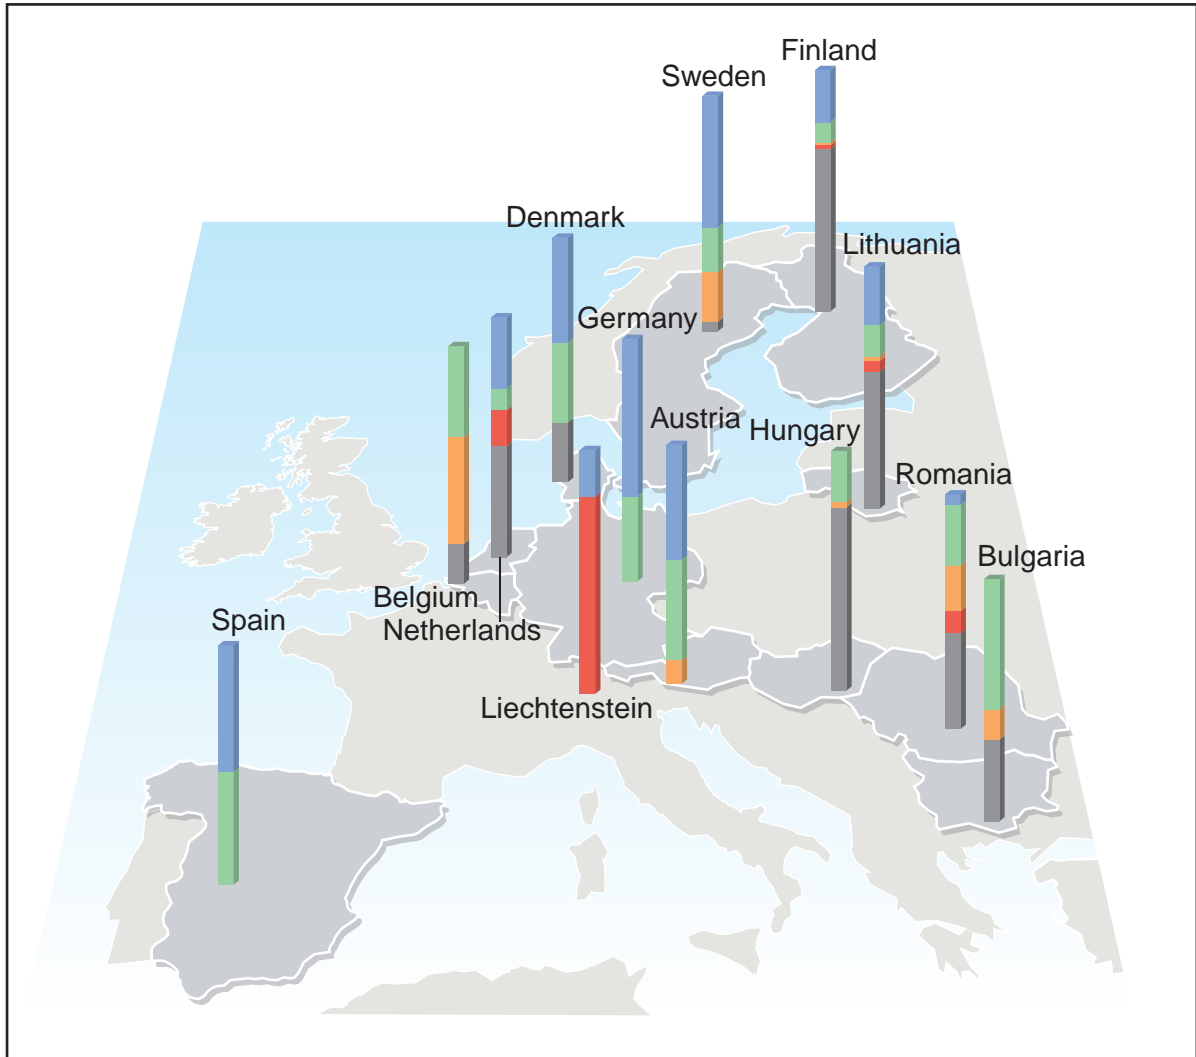 Finland
Sweden
Denmark
Lithuania
Germany
Austria
Hungary
Romania
Bulgaria
Belgium
Netherlands
Spain
Liechtenstein